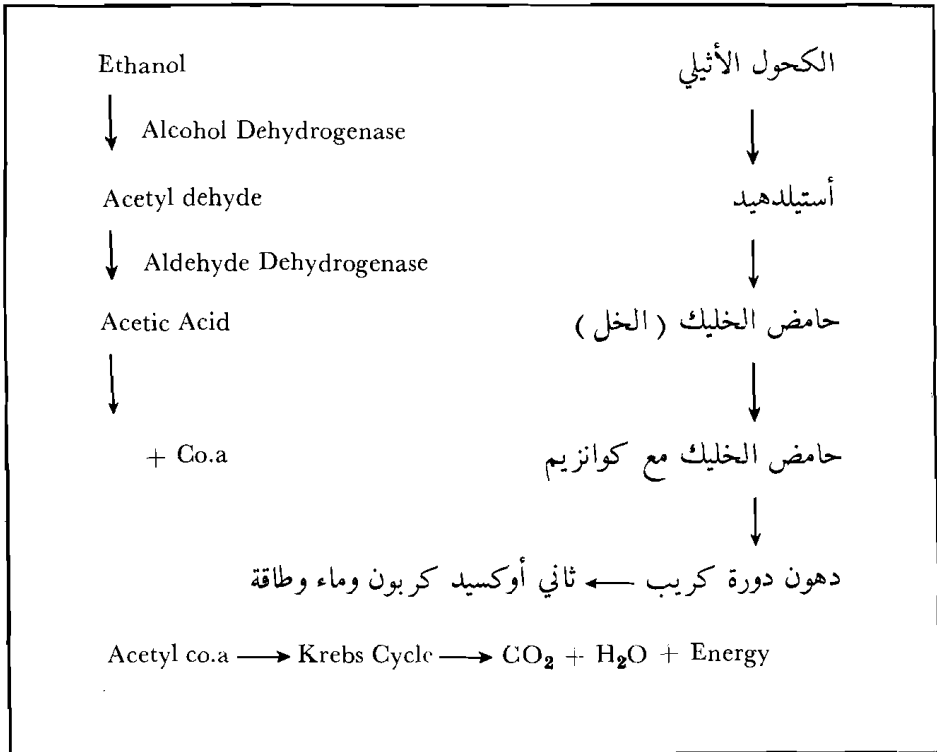 Ethanol الكحول الأثيلي
Alcohol Dehydrogenase
Acetyl dehyde أستيلدهيد
Aldehyde Dehydrogenase
Acetic Acid حامض الخليك ( الخل )
+ Co.a حامض الخليك مع كوانزيم
دهون دورة كريب ← ثاني أوكسيد كربون وماء وطاقة
Acetyl co.a → Krebs Cycle → CO₂ + H₂O + Energy